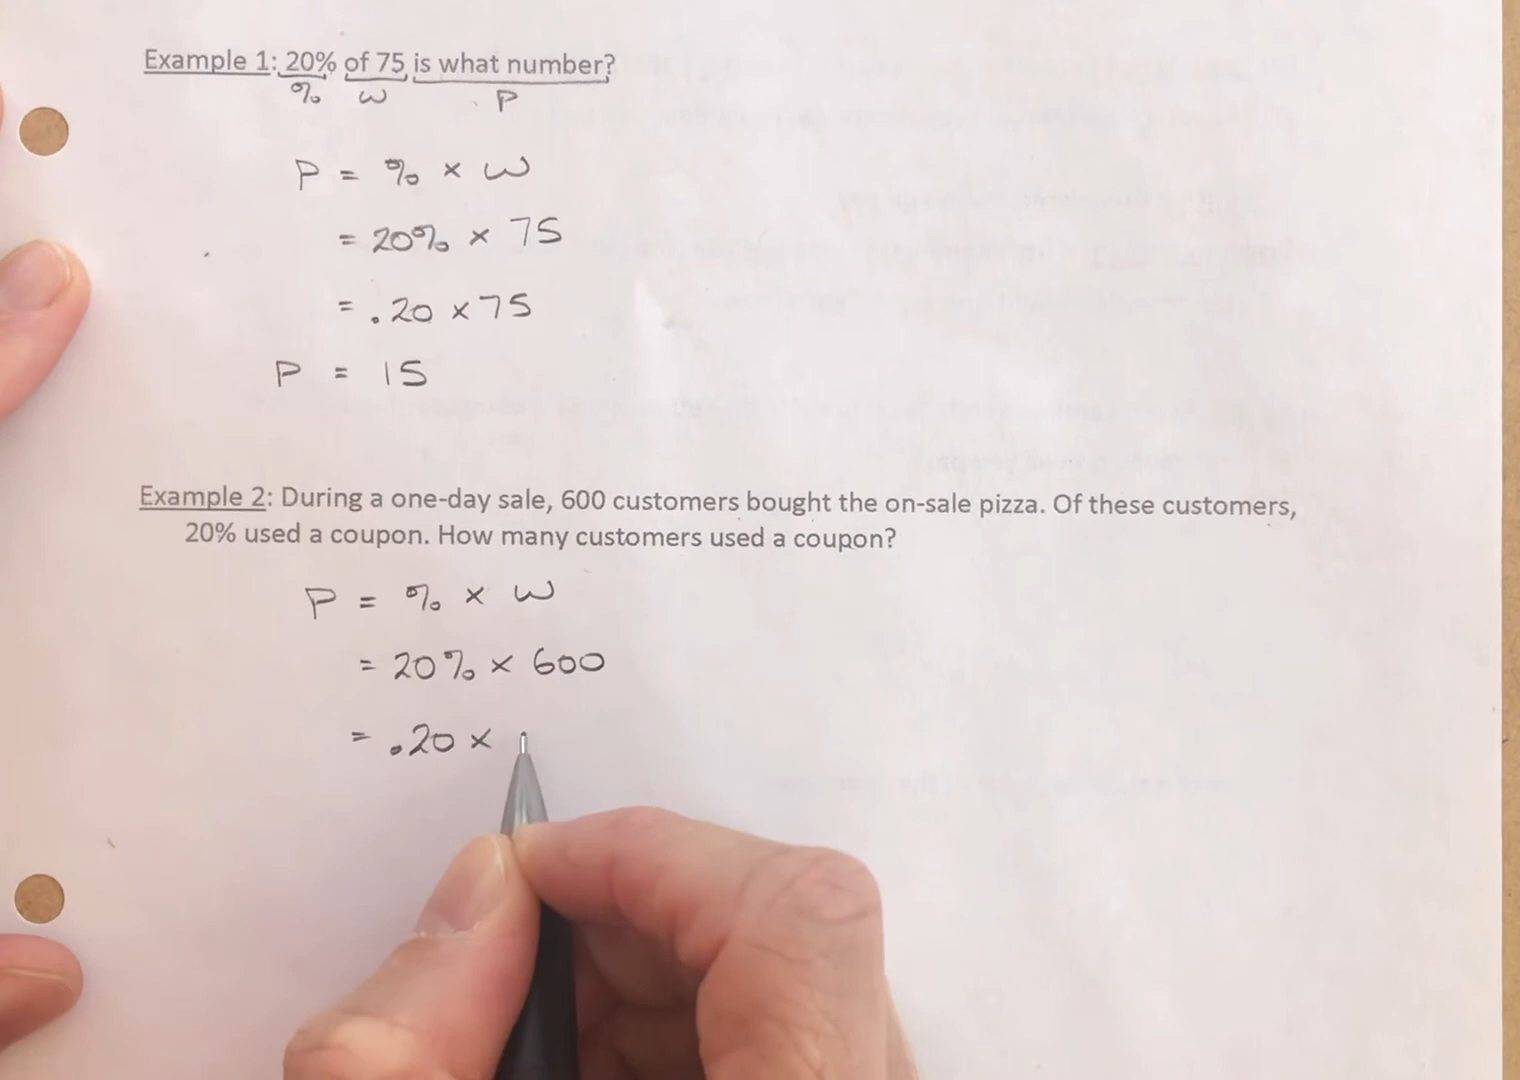 Example 1: 20% of 75 is what number?
% w P
P = % × w
= 20% × 75
= .20 × 75
P = 15
Example 2: During a one-day sale, 600 customers bought the on-sale pizza. Of these customers,
20% used a coupon. How many customers used a coupon?
P = % × w
= 20% × 600
= .20 ×